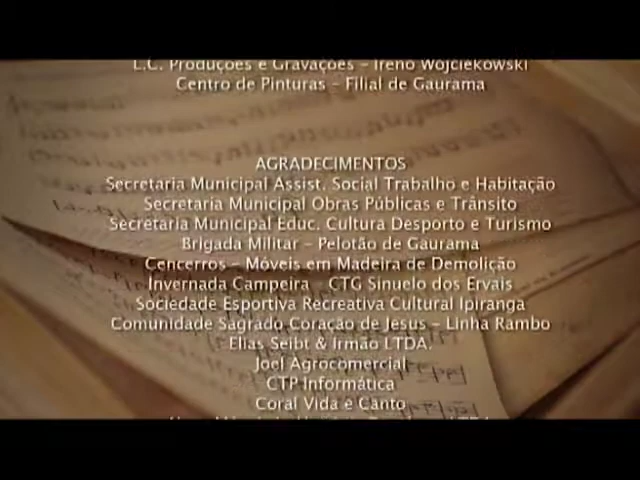 L.C. Produções e Gravações - Ireno Wojciekowski
Centro de Pinturas - Filial de Gaurama
AGRADECIMENTOS
Secretaria Municipal Assist. Social Trabalho e Habitação
Secretaria Municipal Obras Públicas e Trânsito
Secretaria Municipal Educ. Cultura Desporto e Turismo
Brigada Militar - Pelotão de Gaurama
Cencerros - Móveis em Madeira de Demolição
Invernada Campeira CTG Sinuelo dos Ervais
Sociedade Esportiva Recreativa Cultural Ipiranga
Comunidade Sagrado Coração de Jesus - Linha Rambo
Elias Seibt & Irmão LTDA.
Joel Agrocomercial
CTP Informática
Coral Vida e Canto